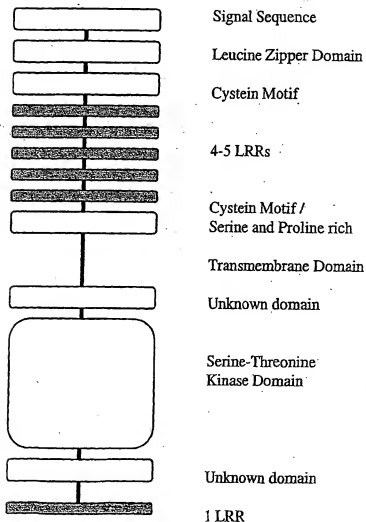 Signal Sequence
Leucine Zipper Domain
Cystein Motif
4-5 LRRs
Cystein Motif /
Serine and Proline rich
Transmembrane Domain
Unknown domain
Serine-Threonine
Kinase Domain
Unknown domain
1 LRR